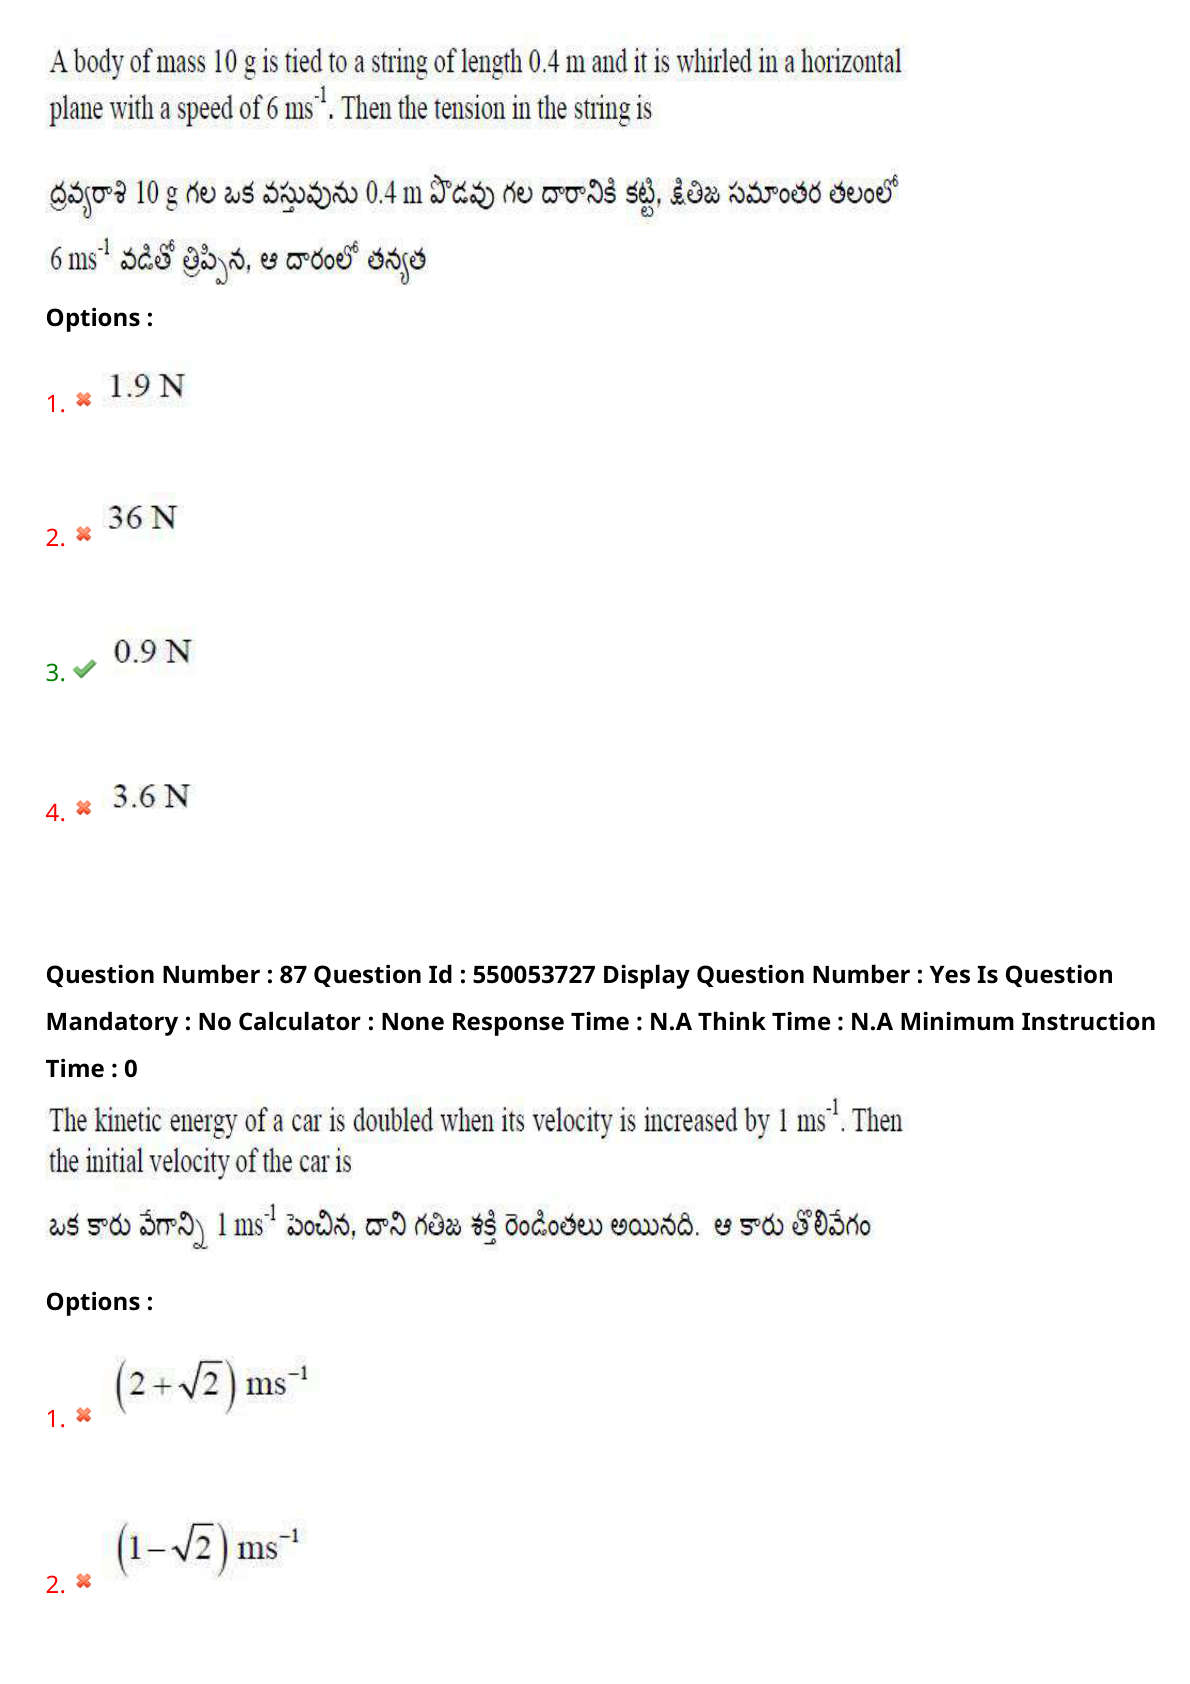 A body of mass 10 g is tied to a string of length 0.4 m and it is whirled in a horizontal
plane with a speed of 6 ms⁻¹. Then the tension in the string is
ద్రవ్యరాశి 10 g గల ఒక వస్తువును 0.4 m పొడవు గల దారానికి కట్టి, క్షితిజ సమాంతర తలంలో
6 ms⁻¹ వడితో త్రిప్పిన, ఆ దారంలో తన్యత
Options :
1. 1.9 N
2. 36 N
3. 0.9 N
4. 3.6 N
Question Number : 87 Question Id : 550053727 Display Question Number : Yes Is Question
Mandatory : No Calculator : None Response Time : N.A Think Time : N.A Minimum Instruction
Time : 0
The kinetic energy of a car is doubled when its velocity is increased by 1 ms⁻¹. Then
the initial velocity of the car is
ఒక కారు వేగాన్ని 1 ms⁻¹ పెంచిన, దాని గతిజ శక్తి రెండింతలు అయినది. ఆ కారు తొలివేగం
Options :
1. (2+√2) ms⁻¹
2. (1−√2) ms⁻¹